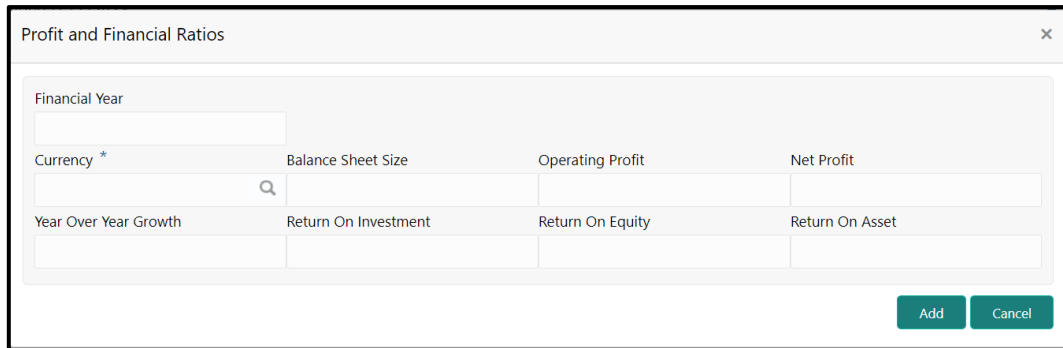 Profit and Financial Ratios ×
Financial Year
Currency * Balance Sheet Size Operating Profit Net Profit
Year Over Year Growth Return On Investment Return On Equity Return On Asset
Add Cancel